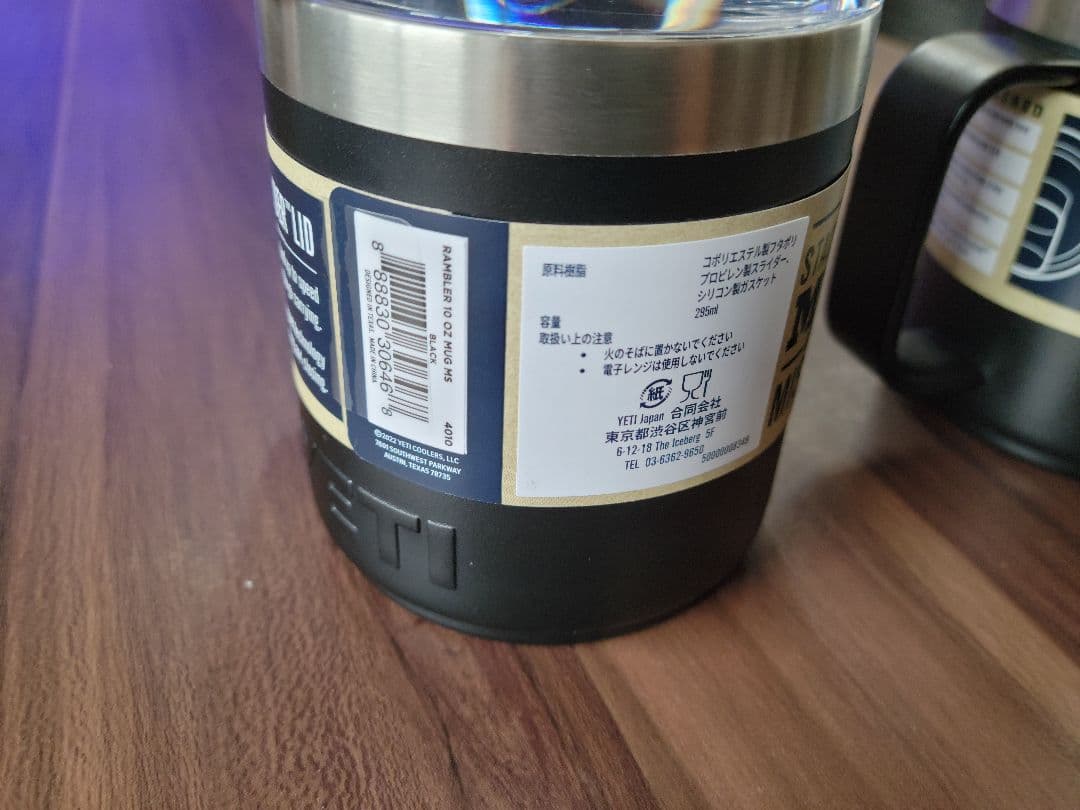 LID
speed
RAMBLER 10 OZ MUG MS
BLACK
4010
8 88830 30646 8
DESIGNED IN TEXAS. MADE IN CHINA.
©2022 YETI COOLERS, LLC
7601 SOUTHWEST PARKWAY
AUSTIN, TEXAS 78735
原料樹脂
コポリエステル製フタポリ
プロピレン製スライダー、
シリコン製ガスケット
容量
295ml
取扱い上の注意
• 火のそばに置かないでください
• 電子レンジは使用しないでください
紙
YETI Japan 合同会社
東京都渋谷区神宮前
6-12-18 The Iceberg 5F
TEL 03-6362-9650
50000008349
ETI